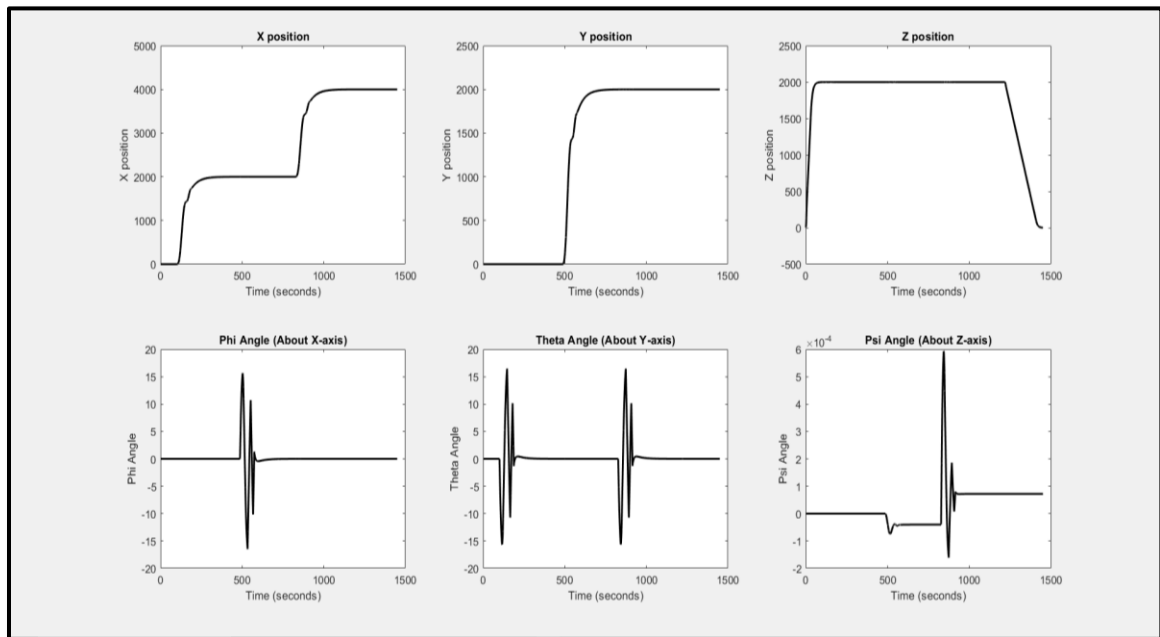 X position
5000
4000
3000
2000
1000
0
X position
0 500 1000 1500
Time (seconds)
Y position
2500
2000
1500
1000
500
0
Y position
0 500 1000 1500
Time (seconds)
Z position
2500
2000
1500
1000
500
0
-500
Z position
0 500 1000 1500
Time (seconds)
Phi Angle (About X-axis)
20
15
10
5
0
-5
-10
-15
-20
Phi Angle
0 500 1000 1500
Time (seconds)
Theta Angle (About Y-axis)
20
15
10
5
0
-5
-10
-15
-20
Theta Angle
0 500 1000 1500
Time (seconds)
Psi Angle (About Z-axis)
×10⁻⁴
6
5
4
3
2
1
0
-1
-2
Psi Angle
0 500 1000 1500
Time (seconds)